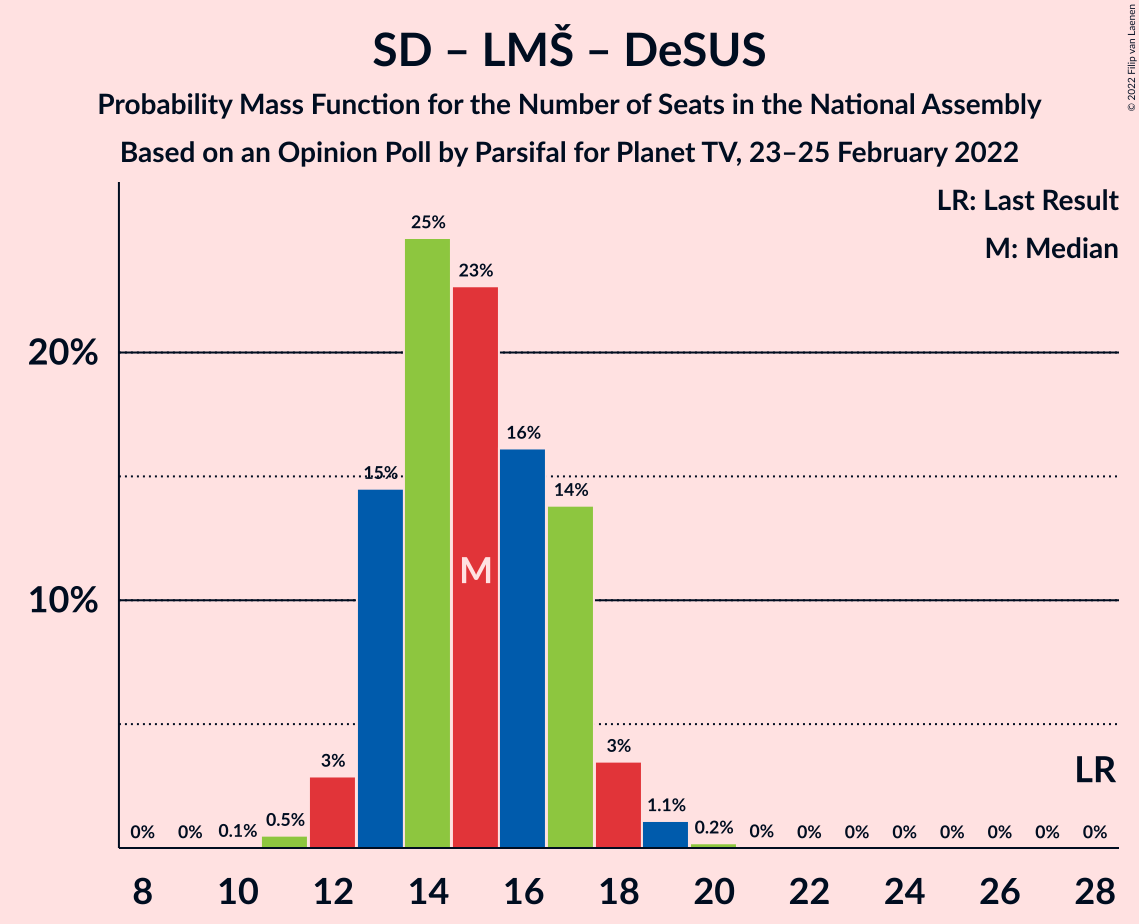 SD – LMŠ – DeSUS
Probability Mass Function for the Number of Seats in the National Assembly
Based on an Opinion Poll by Parsifal for Planet TV, 23–25 February 2022
© 2022 Filip van Laenen
LR: Last Result
M: Median
25%
23%
20%
16%
15%
14%
M
10%
3%
3%
LR
1.1%
0% 0% 0.1% 0.5% 0.2% 0% 0% 0% 0% 0% 0% 0% 0%
8 10 12 14 16 18 20 22 24 26 28